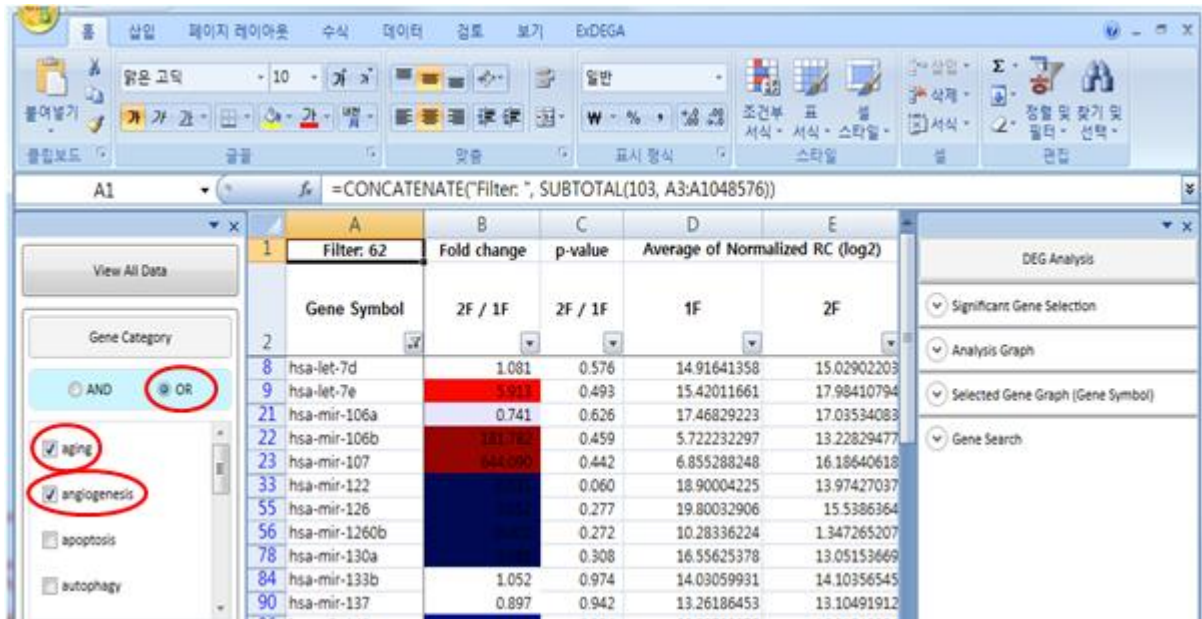 홈 삽입 페이지 레이아웃 수식 데이터 검토 보기 ExDEGA
맑은 고딕 10 가 가 일반
붙여넣기 가 가 가 내천 W % , 조건부 서식 표 서식 셀 스타일 삽입 삭제 서식 Σ 정렬 및 필터 찾기 및 선택
클립보드 글꼴 맞춤 표시 형식 스타일 셀 편집
A1 fx =CONCATENATE("Filter: ", SUBTOTAL(103, A3:A1048576))
A B C D E
1 Filter: 62 Fold change p-value Average of Normalized RC (log2)
2 Gene Symbol 2F / 1F 2F / 1F 1F 2F
8 hsa-let-7d 1.081 0.576 14.91641358 15.02902203
9 hsa-let-7e 5.913 0.493 15.42011661 17.98410794
21 hsa-mir-106a 0.741 0.626 17.46829223 17.03534083
22 hsa-mir-106b 181.782 0.459 5.722232297 13.22829477
23 hsa-mir-107 0.442 6.855288248 16.18640618
33 hsa-mir-122 0.060 18.90004225 13.97427037
55 hsa-mir-126 0.277 19.80032906 15.5386364
56 hsa-mir-1260b 0.272 10.28336224 1.347265207
78 hsa-mir-130a 0.308 16.55625378 13.05153669
84 hsa-mir-133b 1.052 0.974 14.03059931 14.10356545
90 hsa-mir-137 0.897 0.942 13.26186453 13.10491912
View All Data
Gene Category
AND OR
aging
angiogenesis
apoptosis
autophagy
DEG Analysis
Significant Gene Selection
Analysis Graph
Selected Gene Graph (Gene Symbol)
Gene Search